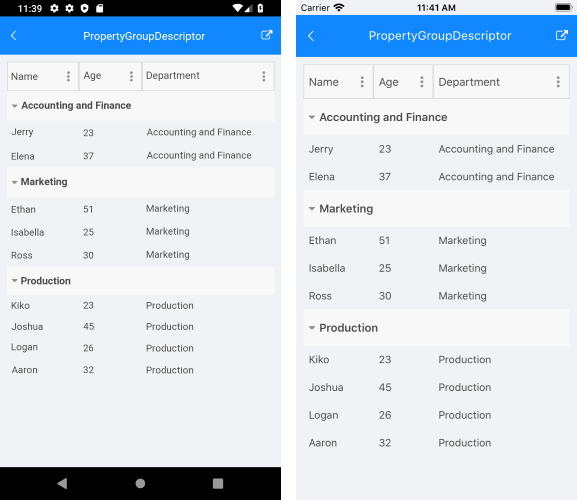 11:39
PropertyGroupDescriptor
Name Age Department
Accounting and Finance
Jerry 23 Accounting and Finance
Elena 37 Accounting and Finance
Marketing
Ethan 51 Marketing
Isabella 25 Marketing
Ross 30 Marketing
Production
Kiko 23 Production
Joshua 45 Production
Logan 26 Production
Aaron 32 Production
Carrier 11:41 AM
PropertyGroupDescriptor
Name Age Department
Accounting and Finance
Jerry 23 Accounting and Finance
Elena 37 Accounting and Finance
Marketing
Ethan 51 Marketing
Isabella 25 Marketing
Ross 30 Marketing
Production
Kiko 23 Production
Joshua 45 Production
Logan 26 Production
Aaron 32 Production